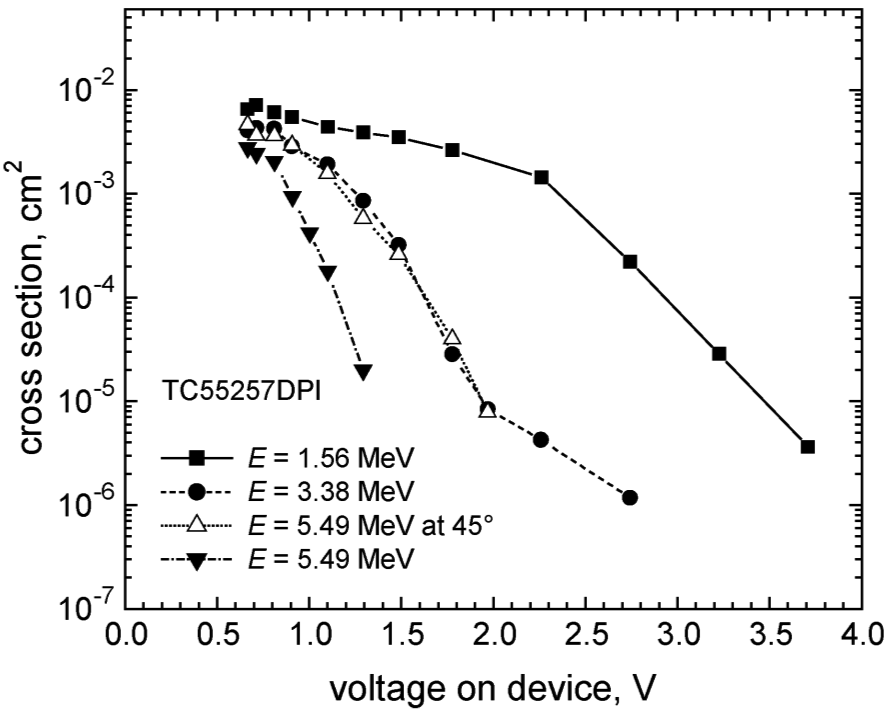 10⁻²
10⁻³
10⁻⁴
10⁻⁵
10⁻⁶
10⁻⁷
cross section, cm²
TC55257DPI
E = 1.56 MeV
E = 3.38 MeV
E = 5.49 MeV at 45°
E = 5.49 MeV
0.0 0.5 1.0 1.5 2.0 2.5 3.0 3.5 4.0
voltage on device, V